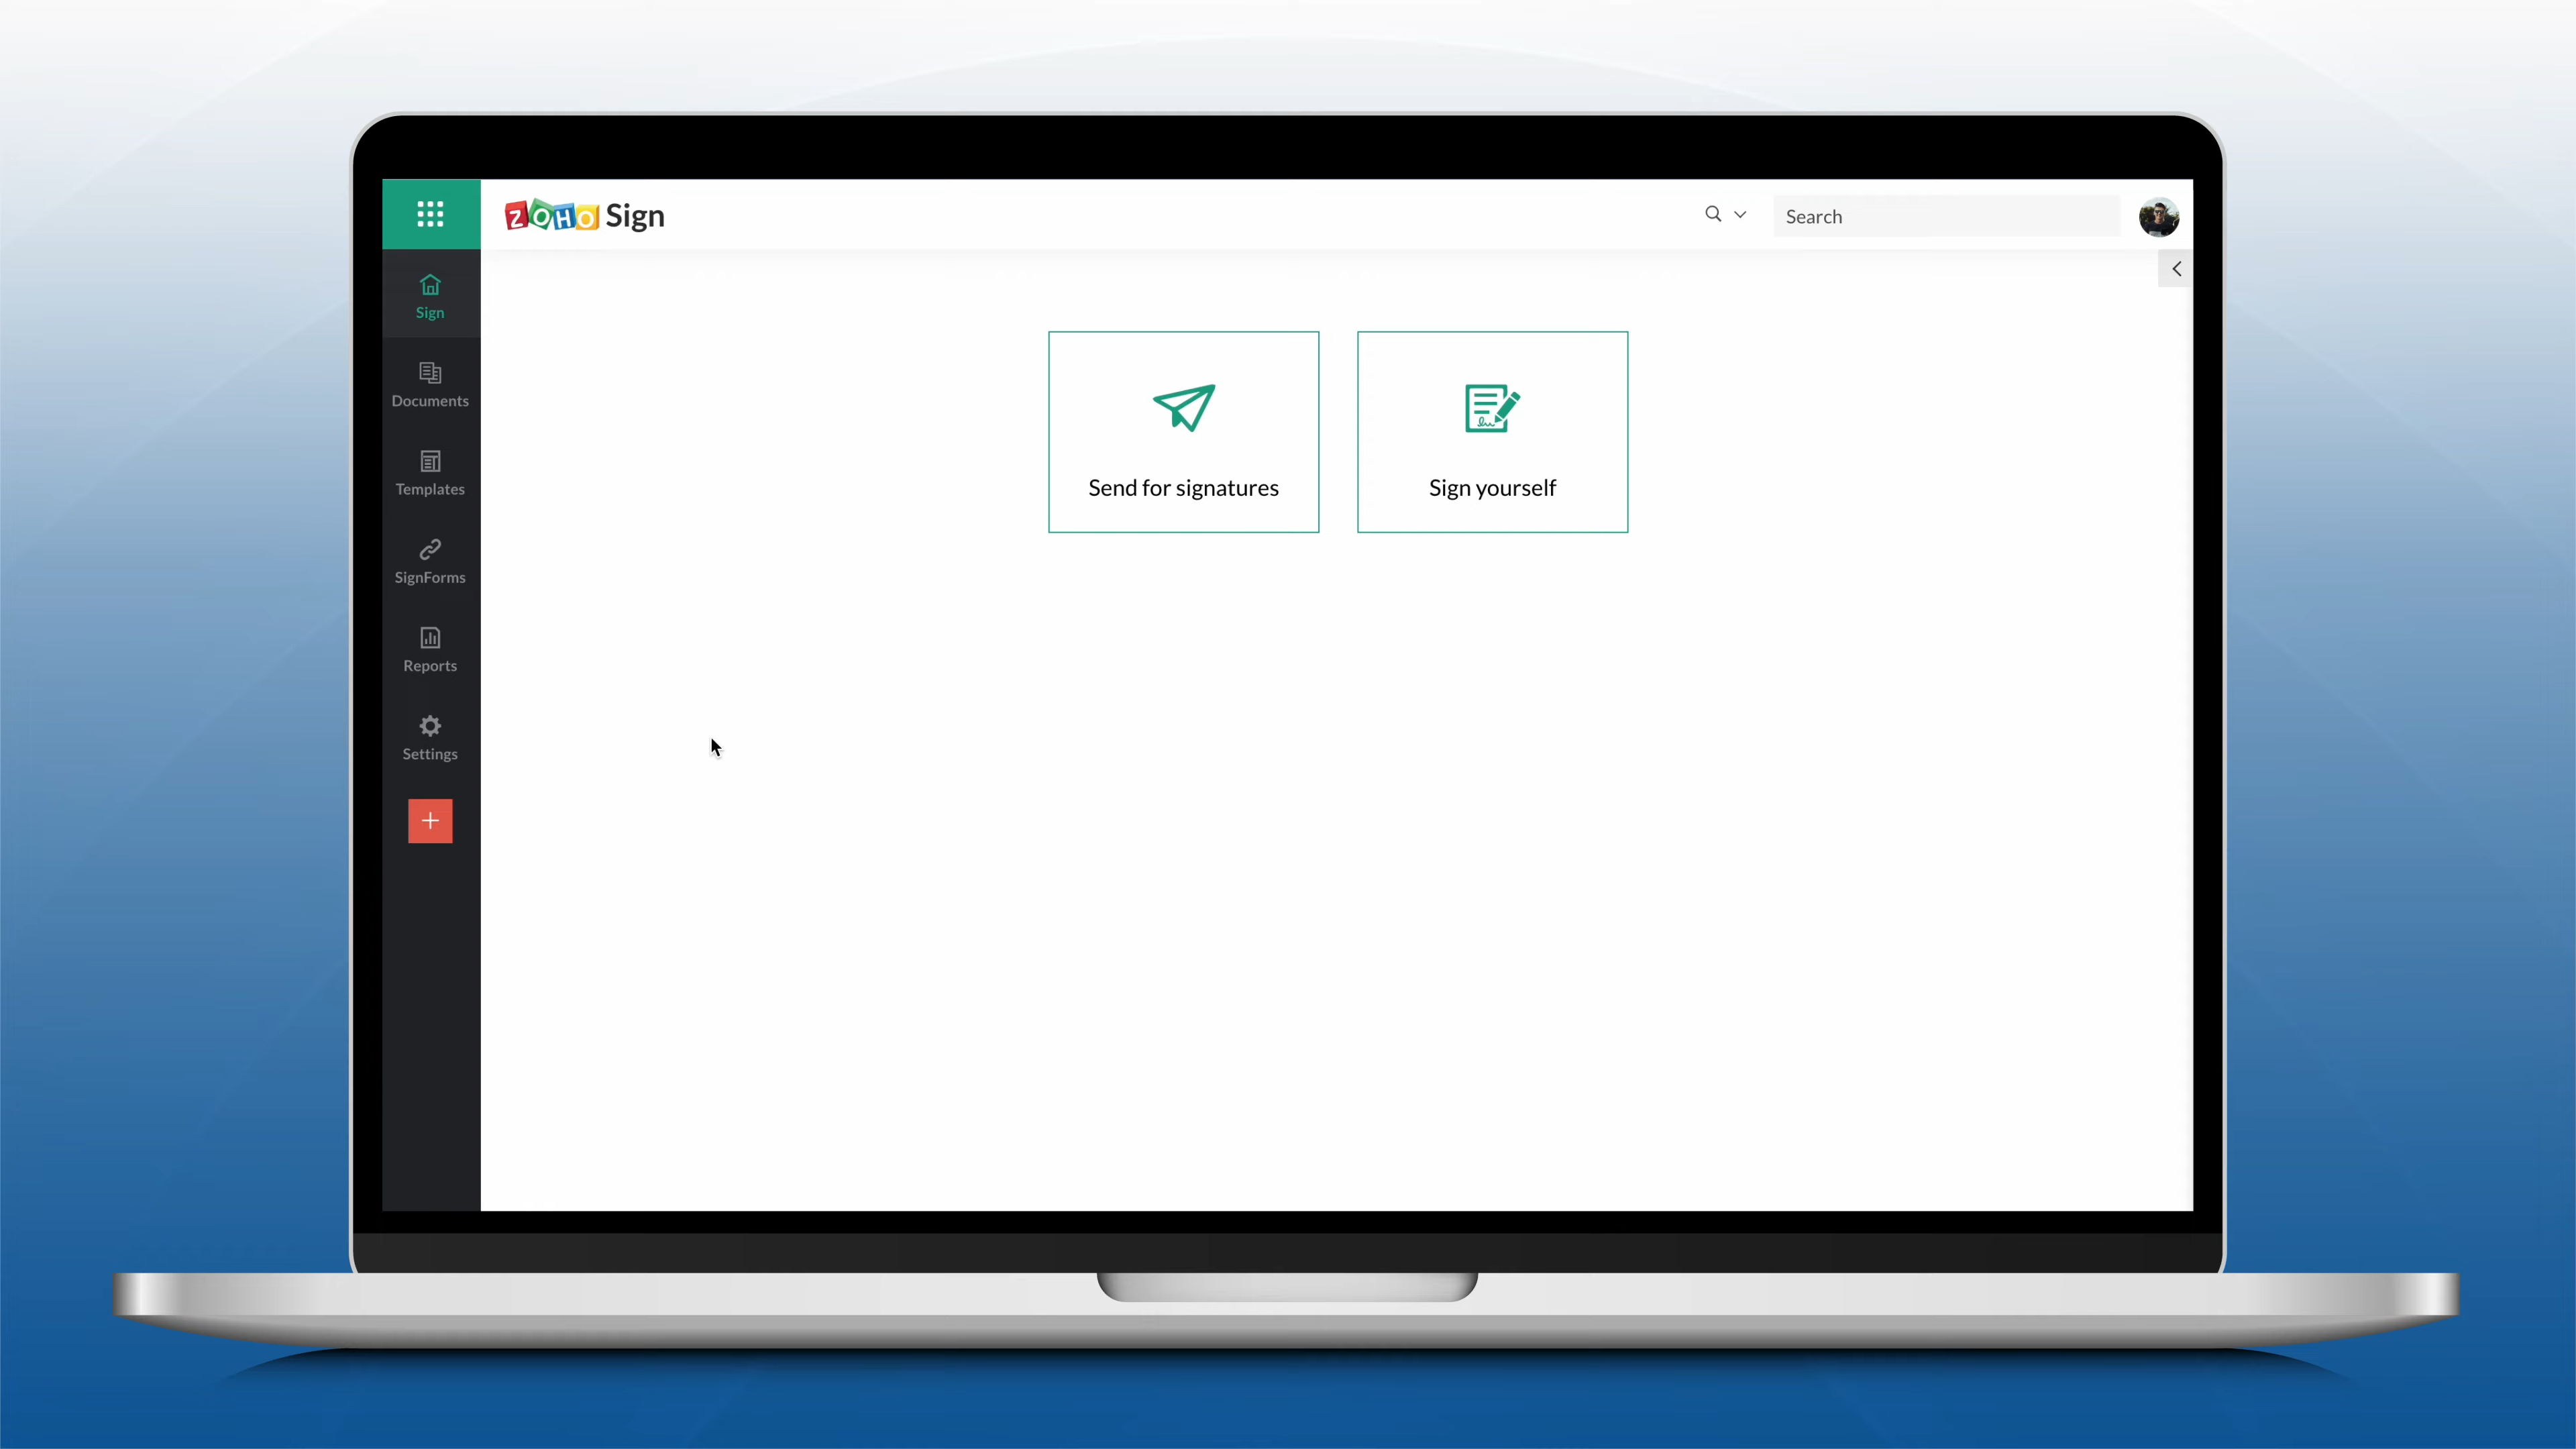 ZOHO Sign
Search
Sign
Documents
Templates
SignForms
Reports
Settings
Send for signatures
Sign yourself